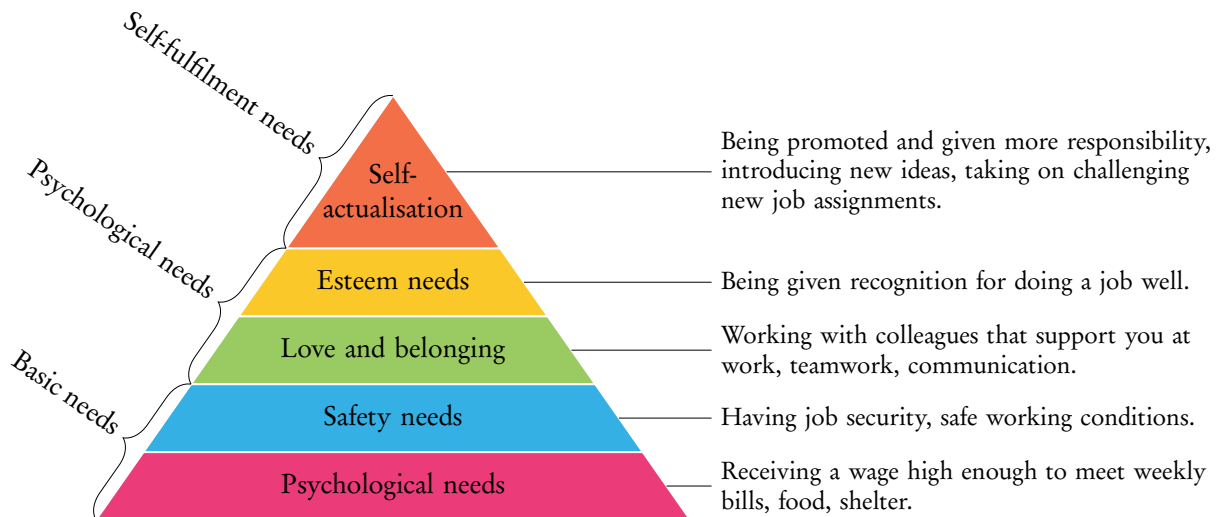 Self-fulfilment needs
Psychological needs
Basic needs
Self-
actualisation
Being promoted and given more responsibility,
introducing new ideas, taking on challenging
new job assignments.
Esteem needs
Being given recognition for doing a job well.
Love and belonging
Working with colleagues that support you at
work, teamwork, communication.
Safety needs
Having job security, safe working conditions.
Psychological needs
Receiving a wage high enough to meet weekly
bills, food, shelter.